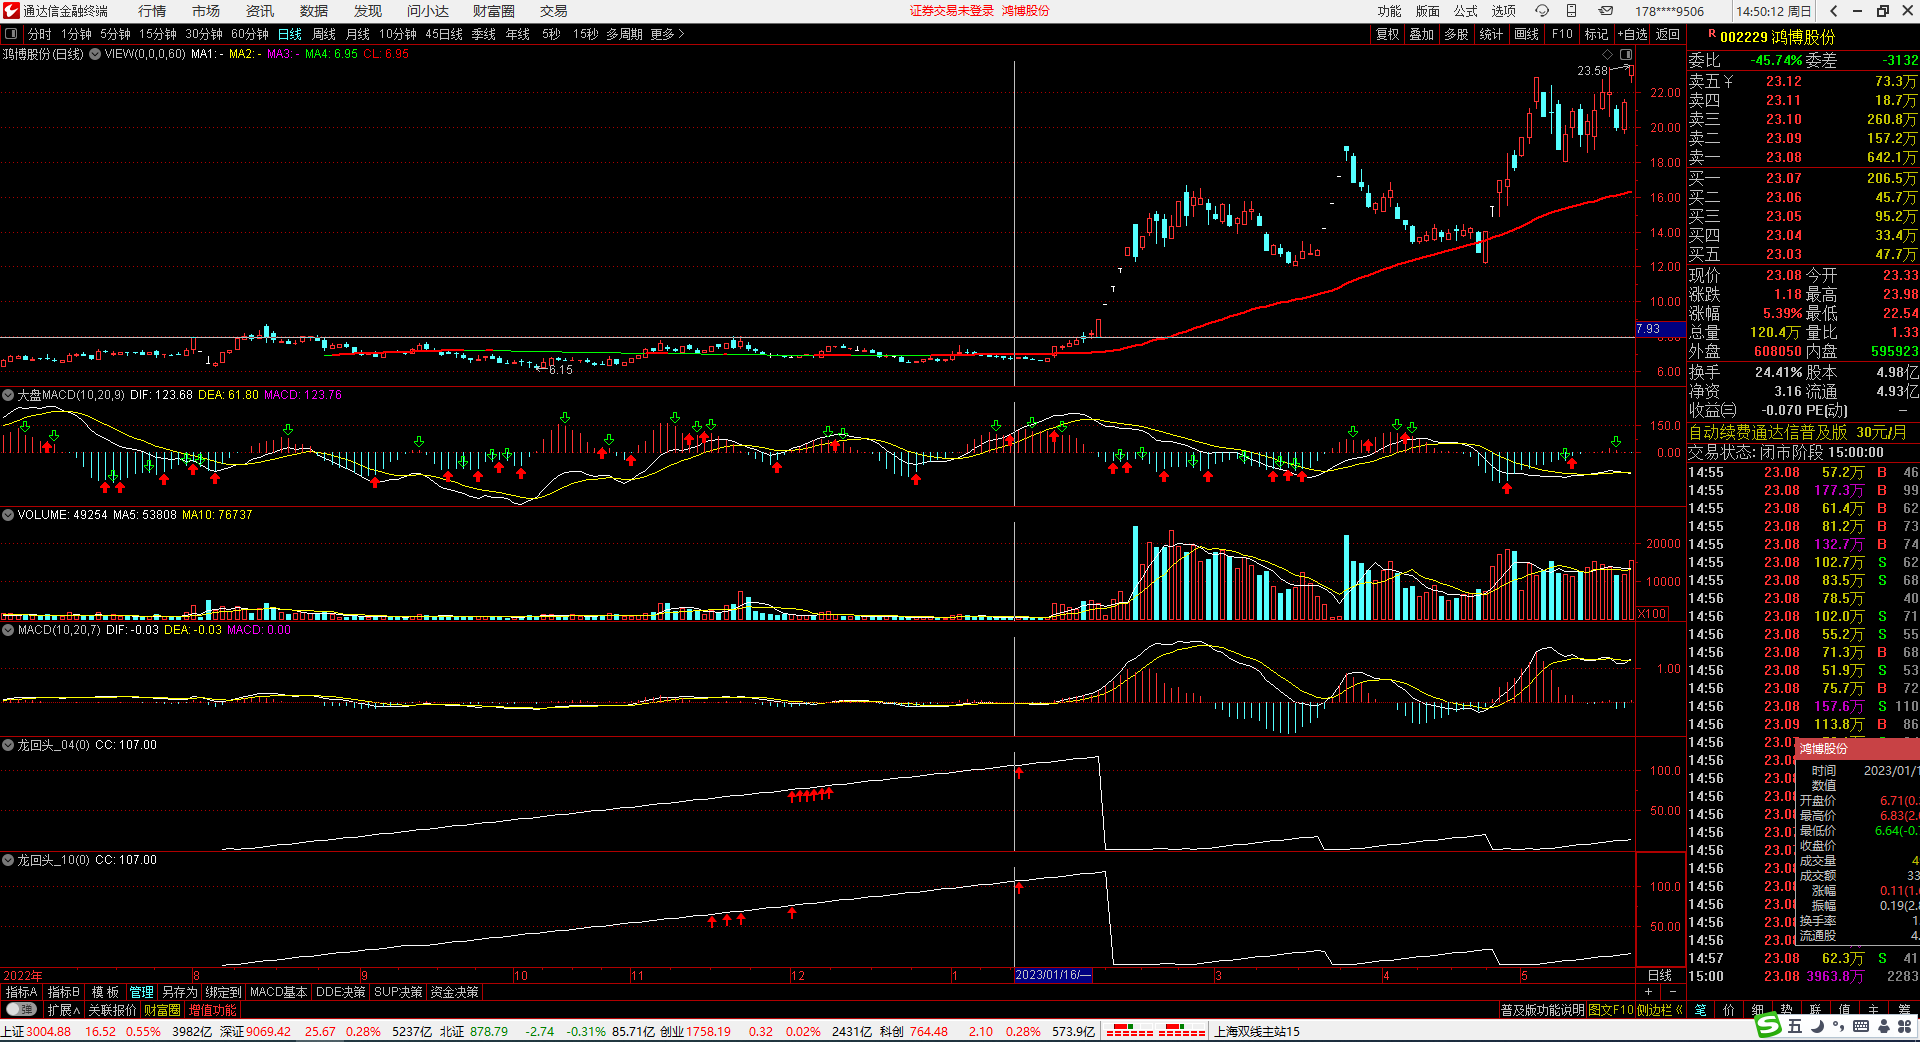 通达信金融终端 行情 市场 资讯 数据 发现 问小达 财富圈 交易 证券交易未登录 鸿博股份 功能 版面 公式 选项 178****9506 14:50:12 周日
分时 1分钟 5分钟 15分钟 30分钟 60分钟 日线 周线 月线 10分钟 45日线 季线 年线 5秒 15秒 多周期 更多> 复权 叠加 多股 统计 画线 F10 标记 +自选 返回
R 002229 鸿博股份
鸿博股份(日线) VIEW(0,0,0,60) MA1: - MA2: - MA3: - MA4: 6.95 CL: 6.95
委比 -45.74% 委差 -3132
卖五 ¥ 23.12 73.3万
卖四 23.11 18.7万
卖三 23.10 260.8万
卖二 23.09 157.2万
卖一 23.08 642.1万
买一 23.07 206.5万
买二 23.06 45.7万
买三 23.05 95.2万
买四 23.04 33.4万
买五 23.03 47.7万
现价 23.08 今开 23.33
涨跌 1.18 最高 23.98
涨幅 5.39% 最低 22.54
总量 120.4万 量比 1.33
外盘 608050 内盘 595923
换手 24.41% 股本 4.98亿
净资 3.16 流通 4.93亿
收益㈢ -0.070 PE(动) –
自动续费通达信普及版 30元/月
交易状态: 闭市阶段 15:00:00
23.58
22.00
20.00
18.00
16.00
14.00
12.00
10.00
7.93
6.00
6.15
大盘MACD(10,20,9) DIF: 123.68 DEA: 61.80 MACD: 123.76
150.0
0.00
VOLUME: 49254 MA5: 53808 MA10: 76737
20000
10000
X100
MACD(10,20,7) DIF: -0.03 DEA: -0.03 MACD: 0.00
1.00
龙回头_04(0) CC: 107.00
100.0
50.00
龙回头_10(0) CC: 107.00
100.0
50.00
2022年 8 9 10 11 12 1 2023/01/16/一 3 4 5 日线
14:55 23.08 57.2万 B 46
14:55 23.08 177.3万 B 99
14:55 23.08 61.4万 B 62
14:55 23.08 81.2万 B 73
14:55 23.08 132.7万 B 74
14:55 23.08 102.7万 S 62
14:55 23.08 83.5万 S 68
14:56 23.08 78.5万 40
14:56 23.08 102.0万 S 71
14:56 23.08 55.2万 S 55
14:56 23.08 71.3万 B 68
14:56 23.08 51.9万 S 53
14:56 23.08 75.7万 B 72
14:56 23.08 157.6万 S 110
14:56 23.09 113.8万 B 86
14:56 23.0
14:56 23.0
14:56 23.0
14:56 23.0
14:56 23.0
14:56 23.0
14:56 23.0
14:56 23.0
14:56 23.0
14:56 23.0
14:56 23.0
14:56 23.0
14:57 23.08 62.3万 S 41
15:00 23.08 3963.8万 2283
鸿博股份
时间 2023/01/1
数值
开盘价 6.71(0.
最高价 6.83(2.
最低价 6.64(-0.
收盘价
成交量 4
成交额 33
涨幅 0.11(1.
振幅 0.19(2.
换手率 1
流通股 4.
指标A 指标B 模板 管理 另存为 绑定到 MACD基本 DDE决策 SUP决策 资金决策 + -
弹 扩展∧ 关联报价 财富圈 增值功能 普及版功能说明 图文F10 侧边栏 笔 价 细 势 联 值 主 筹
上证3004.88 16.52 0.55% 3982亿 深证9069.42 25.67 0.28% 5237亿 北证 878.79 -2.74 -0.31% 85.71亿 创业1758.19 0.32 0.02% 2431亿 科创 764.48 2.10 0.28% 573.9亿 上海双线主站15
S 五